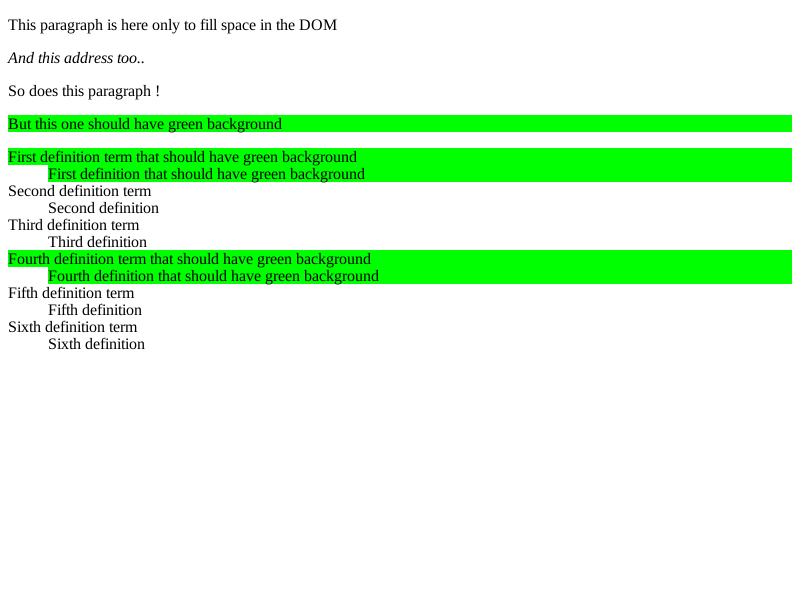 This paragraph is here only to fill space in the DOM
And this address too..
So does this paragraph !
But this one should have green background
First definition term that should have green background
First definition that should have green background
Second definition term
Second definition
Third definition term
Third definition
Fourth definition term that should have green background
Fourth definition that should have green background
Fifth definition term
Fifth definition
Sixth definition term
Sixth definition